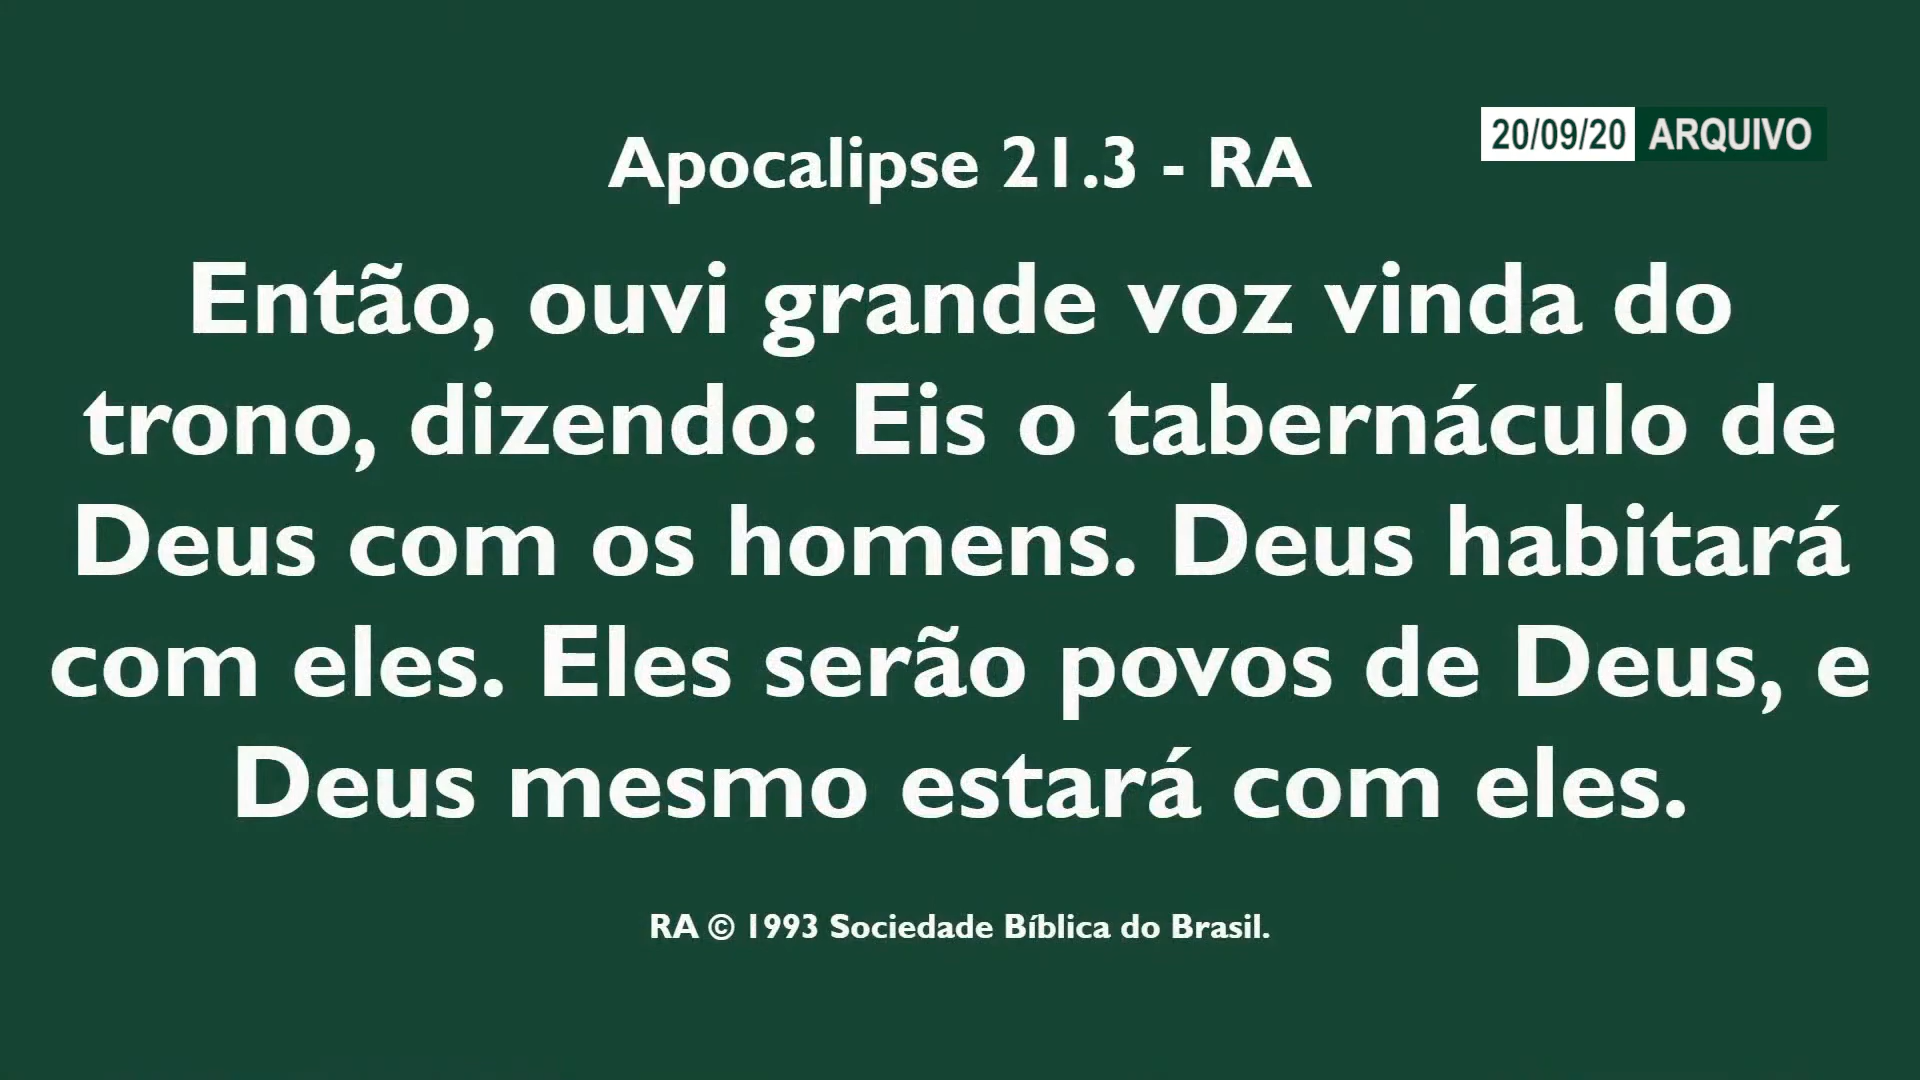 20/09/20 ARQUIVO
Apocalipse 21.3 - RA
Então, ouvi grande voz vinda do
trono, dizendo: Eis o tabernáculo de
Deus com os homens. Deus habitará
com eles. Eles serão povos de Deus, e
Deus mesmo estará com eles.
RA © 1993 Sociedade Bíblica do Brasil.